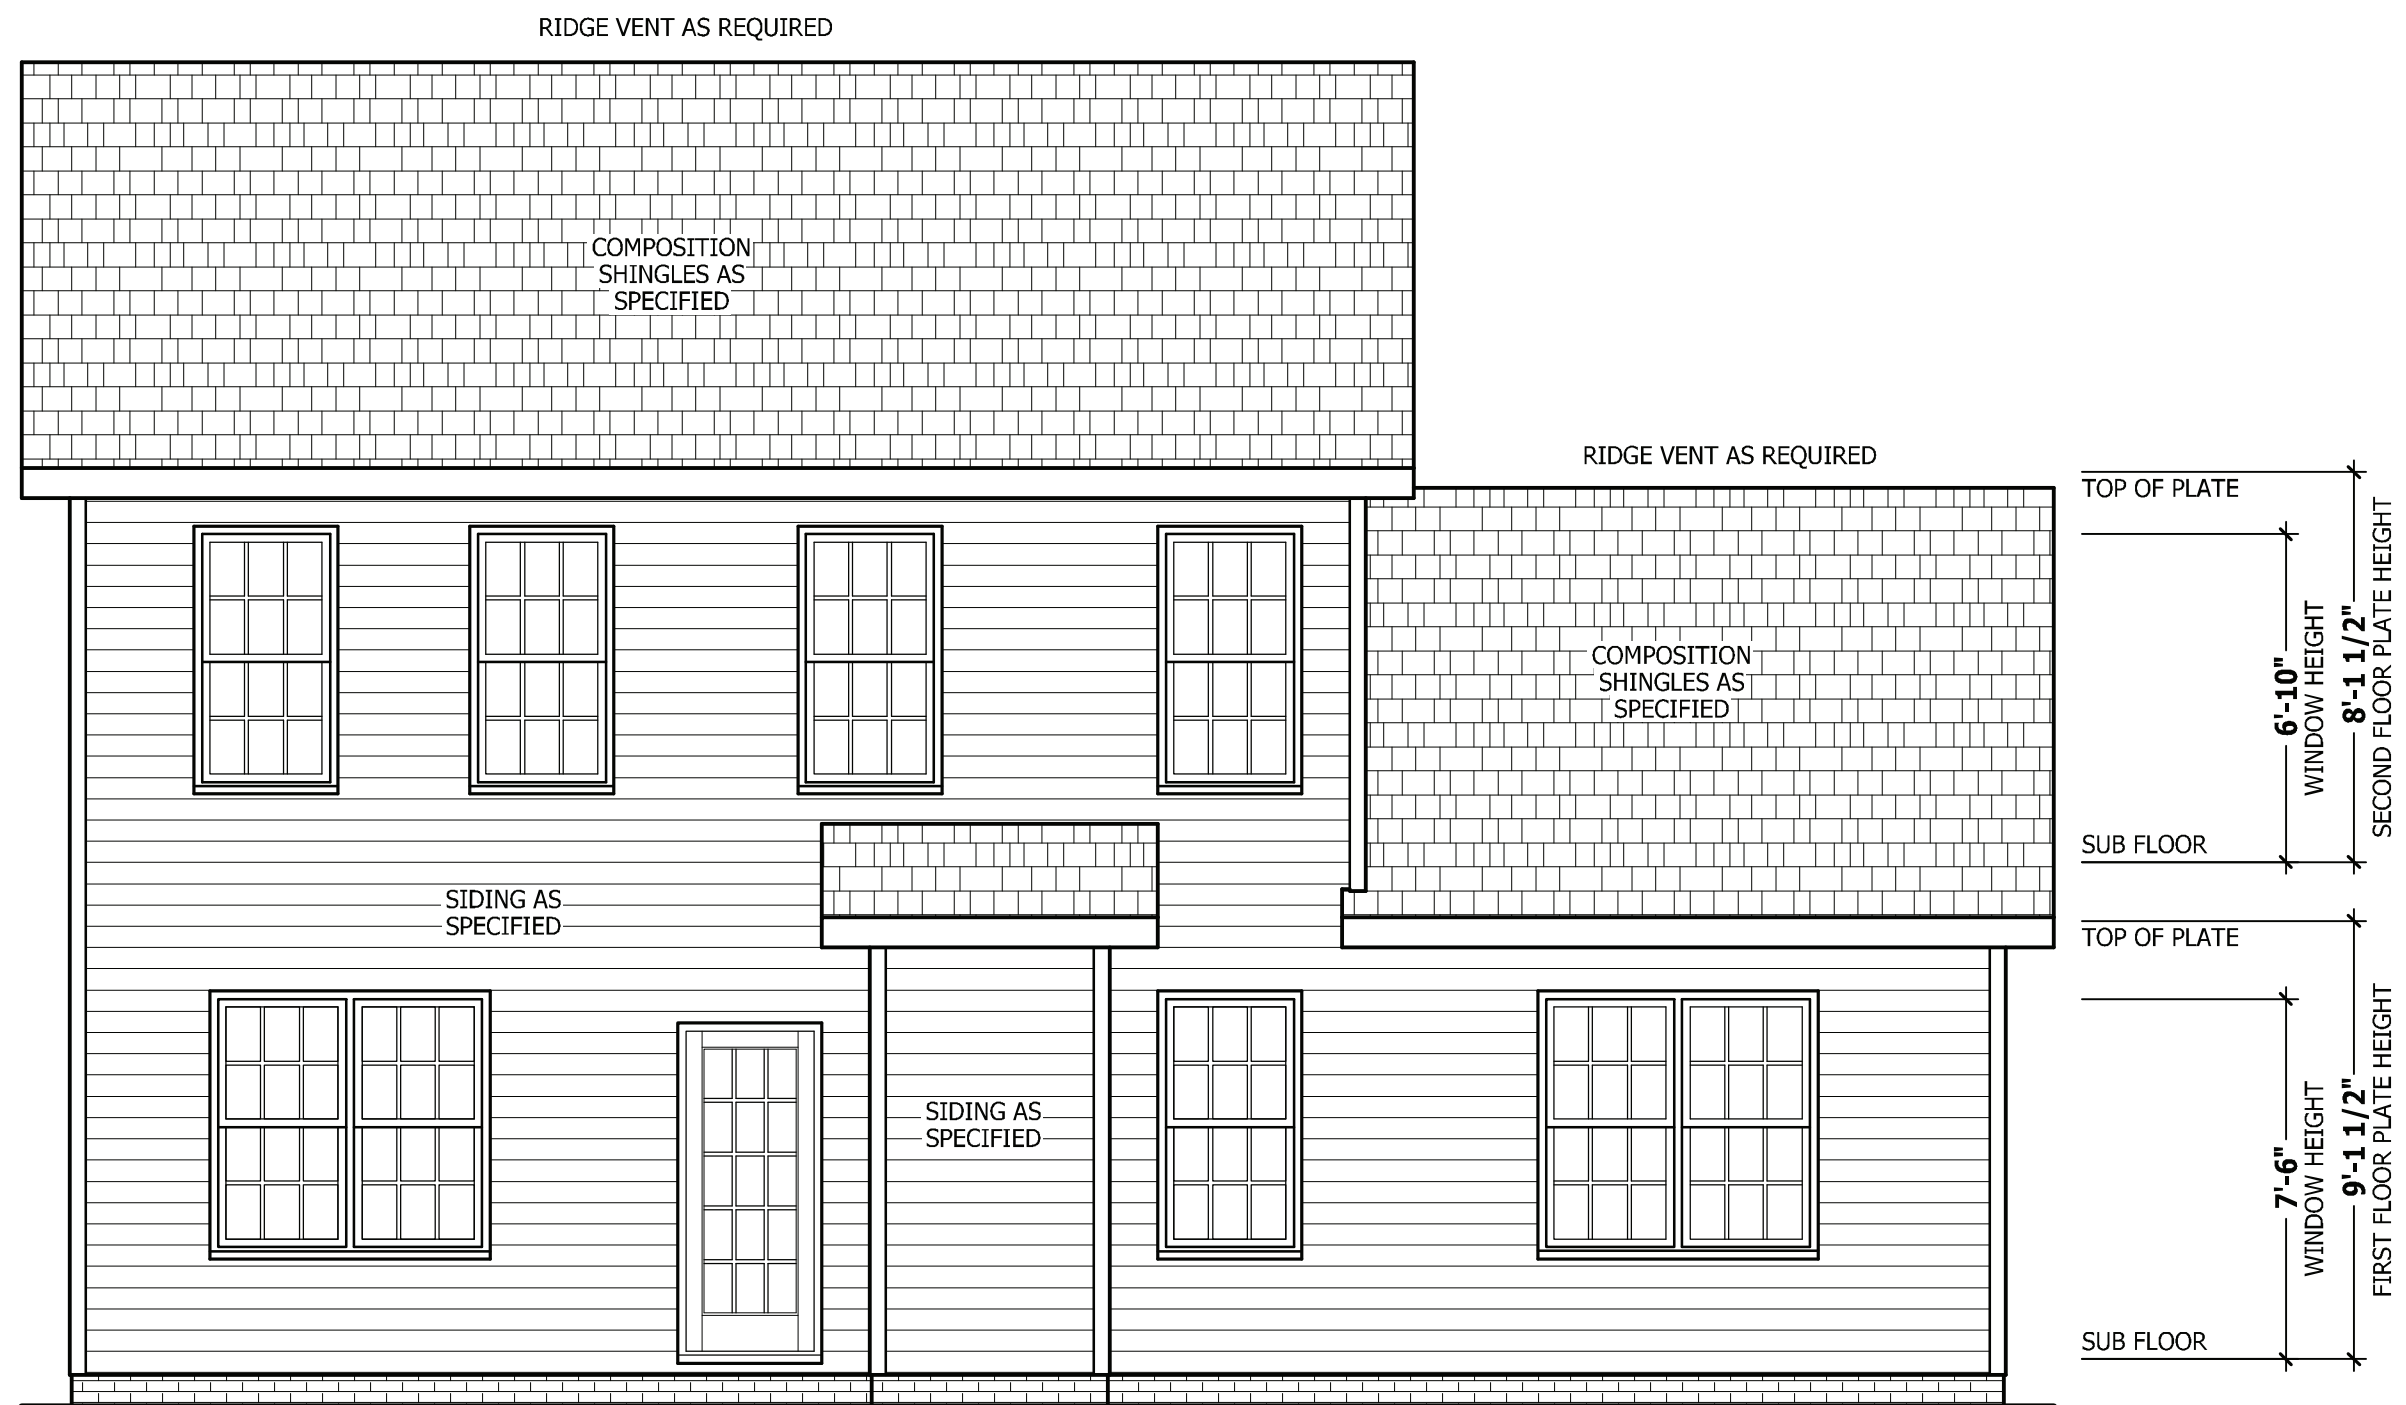 RIDGE VENT AS REQUIRED
COMPOSITION
SHINGLES AS
SPECIFIED
RIDGE VENT AS REQUIRED
TOP OF PLATE
COMPOSITION
SHINGLES AS
SPECIFIED
6'-10"
WINDOW HEIGHT
8'-1 1/2"
SECOND FLOOR PLATE HEIGHT
SUB FLOOR
SIDING AS
SPECIFIED
TOP OF PLATE
SIDING AS
SPECIFIED
7'-6"
WINDOW HEIGHT
9'-1 1/2"
FIRST FLOOR PLATE HEIGHT
SUB FLOOR